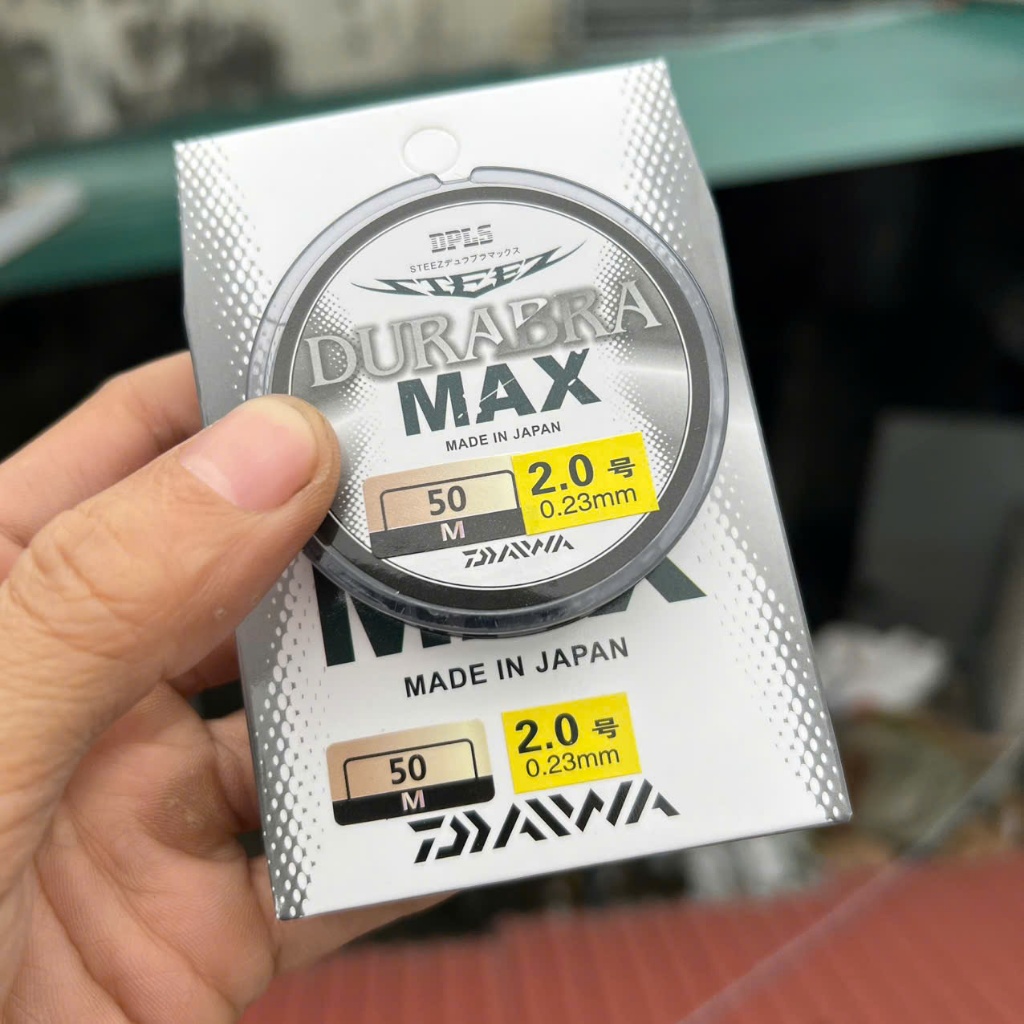 DPLS
STEEZデュラブラマックス
STEEZ
DURABRA
MAX
MADE IN JAPAN
50
M
2.0 号
0.23mm
DAIWA
MADE IN JAPAN
50
M
2.0 号
0.23mm
DAIWA